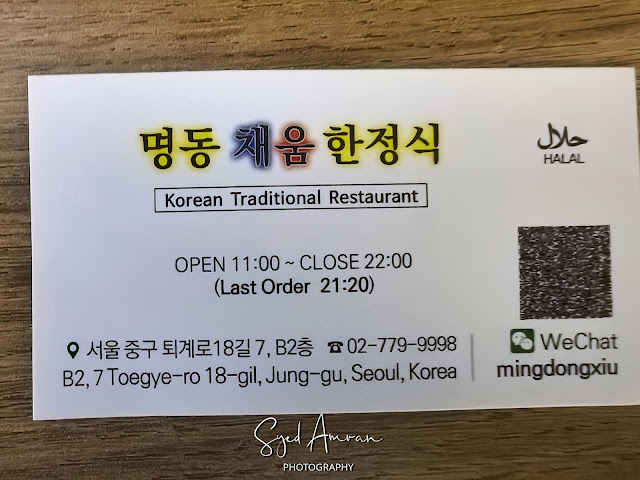 명동 채움 한정식
حلال
HALAL
Korean Traditional Restaurant
OPEN 11:00 ~ CLOSE 22:00
(Last Order 21:20)
서울 중구 퇴계로18길 7, B2층 ☎ 02-779-9998
B2, 7 Toegye-ro 18-gil, Jung-gu, Seoul, Korea
WeChat
mingdongxiu
Syed Amran
PHOTOGRAPHY